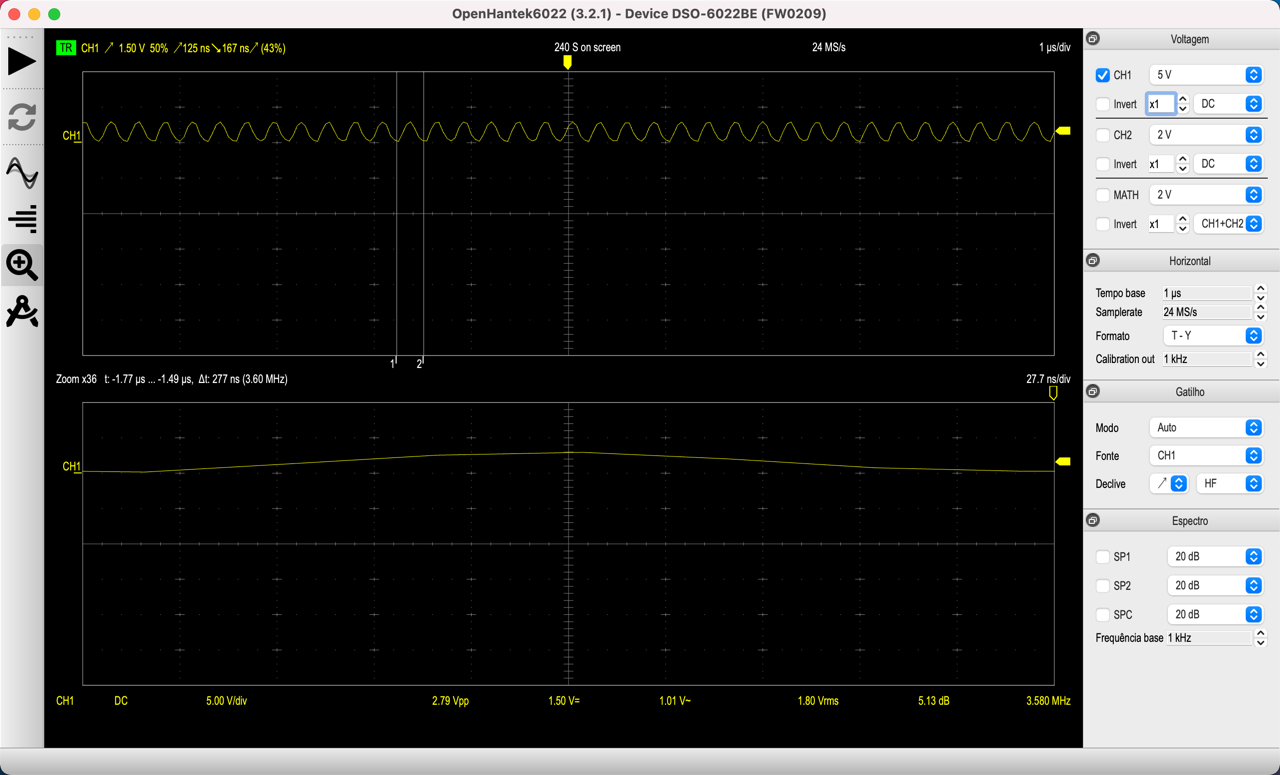 OpenHantek6022 (3.2.1) - Device DSO-6022BE (FW0209)
TR CH1 ↗ 1.50 V 50% ↗125 ns↘167 ns↗ (43%) 240 S on screen 24 MS/s 1 µs/div
CH1
1 2
Zoom x36 t: -1.77 µs ... -1.49 µs, Δt: 277 ns (3.60 MHz) 27.7 ns/div
CH1
CH1 DC 5.00 V/div 2.79 Vpp 1.50 V= 1.01 V~ 1.80 Vrms 5.13 dB 3.580 MHz
Voltagem
CH1 5 V
Invert x1 DC
CH2 2 V
Invert x1 DC
MATH 2 V
Invert x1 CH1+CH2
Horizontal
Tempo base 1 µs
Samplerate 24 MS/s
Formato T - Y
Calibration out 1 kHz
Gatilho
Modo Auto
Fonte CH1
Declive ↗ HF
Espectro
SP1 20 dB
SP2 20 dB
SPC 20 dB
Frequência base 1 kHz